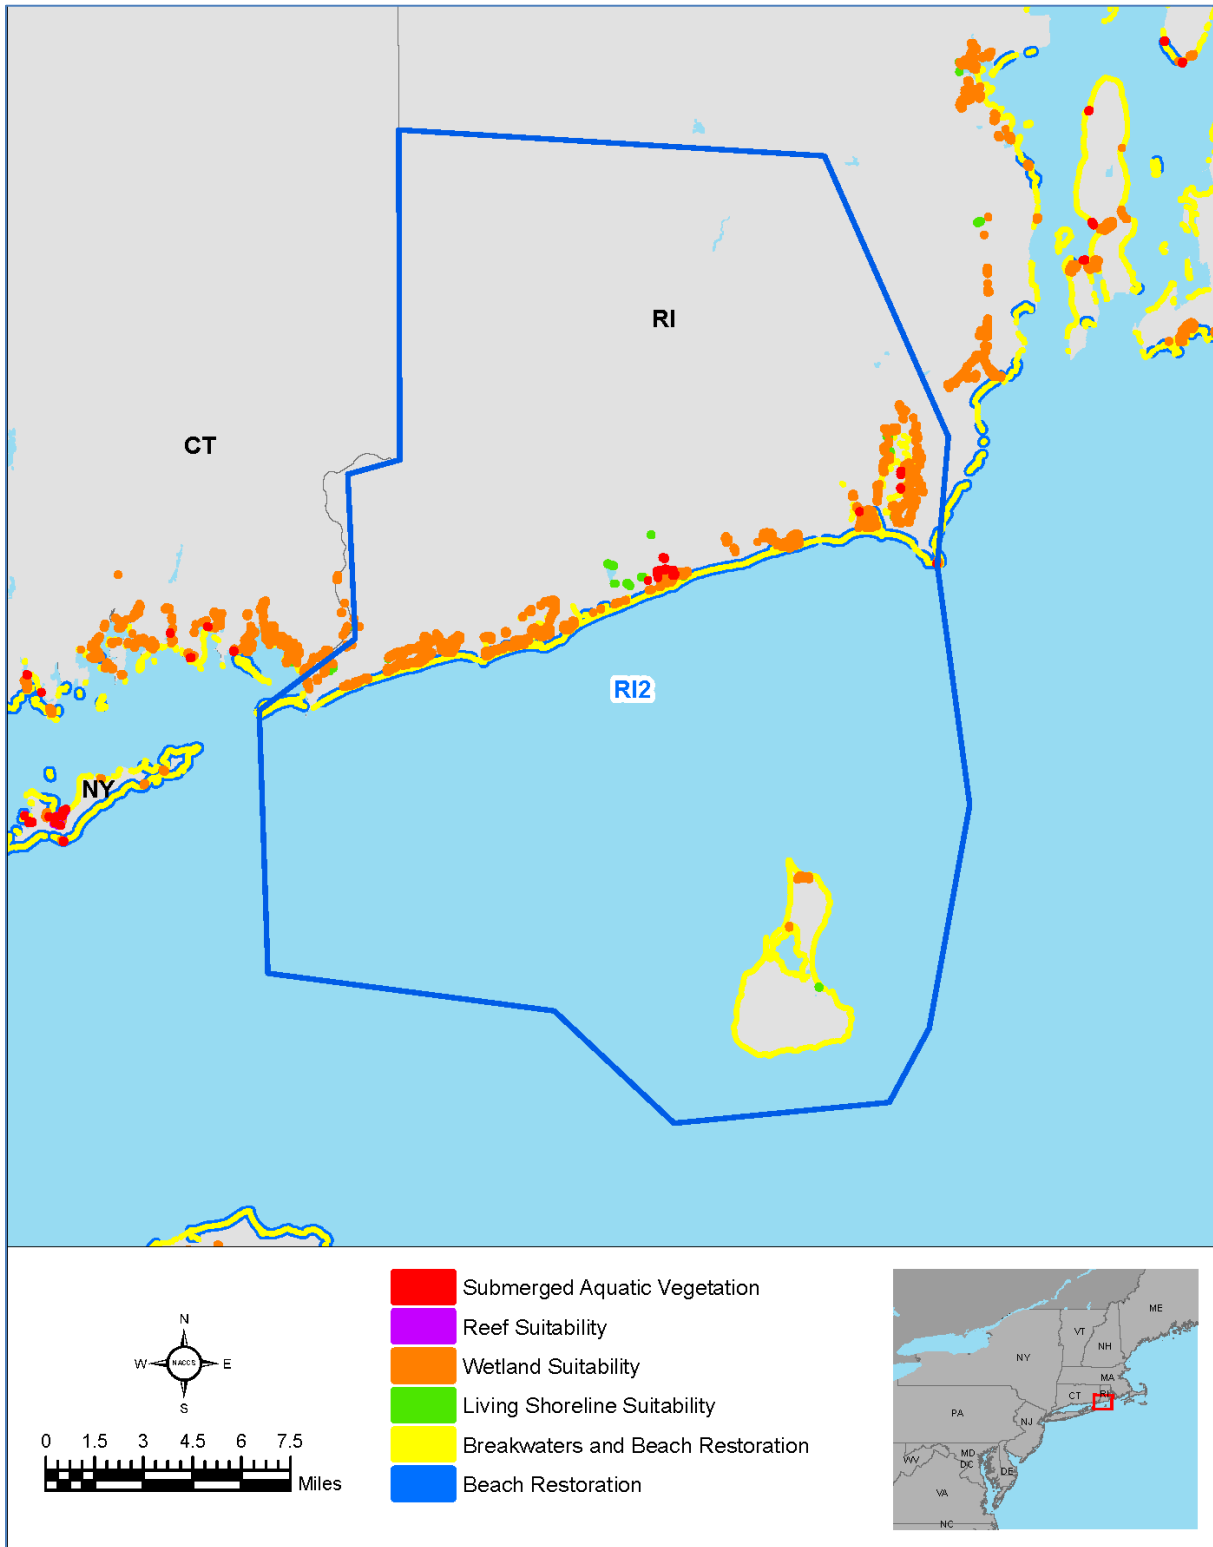 RI
CT
RI2
NY
N
W NACCS E
S
0 1.5 3 4.5 6 7.5
Miles
Submerged Aquatic Vegetation
Reef Suitability
Wetland Suitability
Living Shoreline Suitability
Breakwaters and Beach Restoration
Beach Restoration
ME
VT
NH
NY
MA
CT RI
PA
NJ
MD
WV
DC
DE
VA
NC